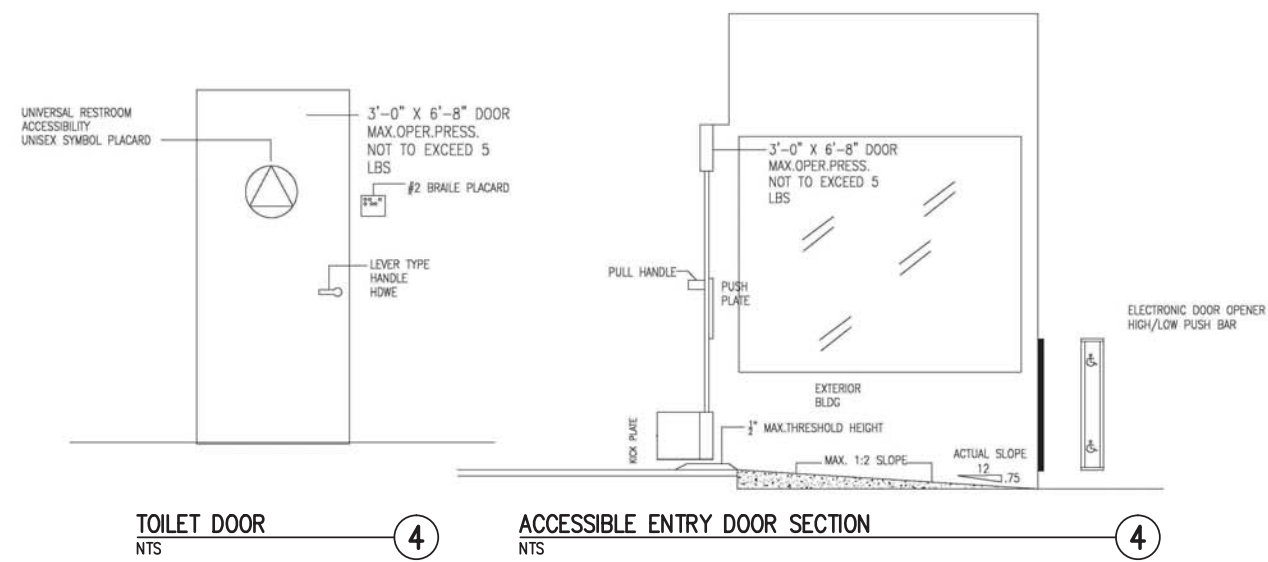 UNIVERSAL RESTROOM
ACCESSIBILITY
UNISEX SYMBOL PLACARD
3'-0" X 6'-8" DOOR
MAX.OPER.PRESS.
NOT TO EXCEED 5
LBS
#2 BRAILE PLACARD
LEVER TYPE
HANDLE
HDWE
TOILET DOOR
NTS
4
3'-0" X 6'-8" DOOR
MAX.OPER.PRESS.
NOT TO EXCEED 5
LBS
PULL HANDLE
PUSH
PLATE
ELECTRONIC DOOR OPENER
HIGH/LOW PUSH BAR
EXTERIOR
BLDG
KICK PLATE
½" MAX.THRESHOLD HEIGHT
MAX. 1:2 SLOPE
ACTUAL SLOPE
12
.75
ACCESSIBLE ENTRY DOOR SECTION
NTS
4